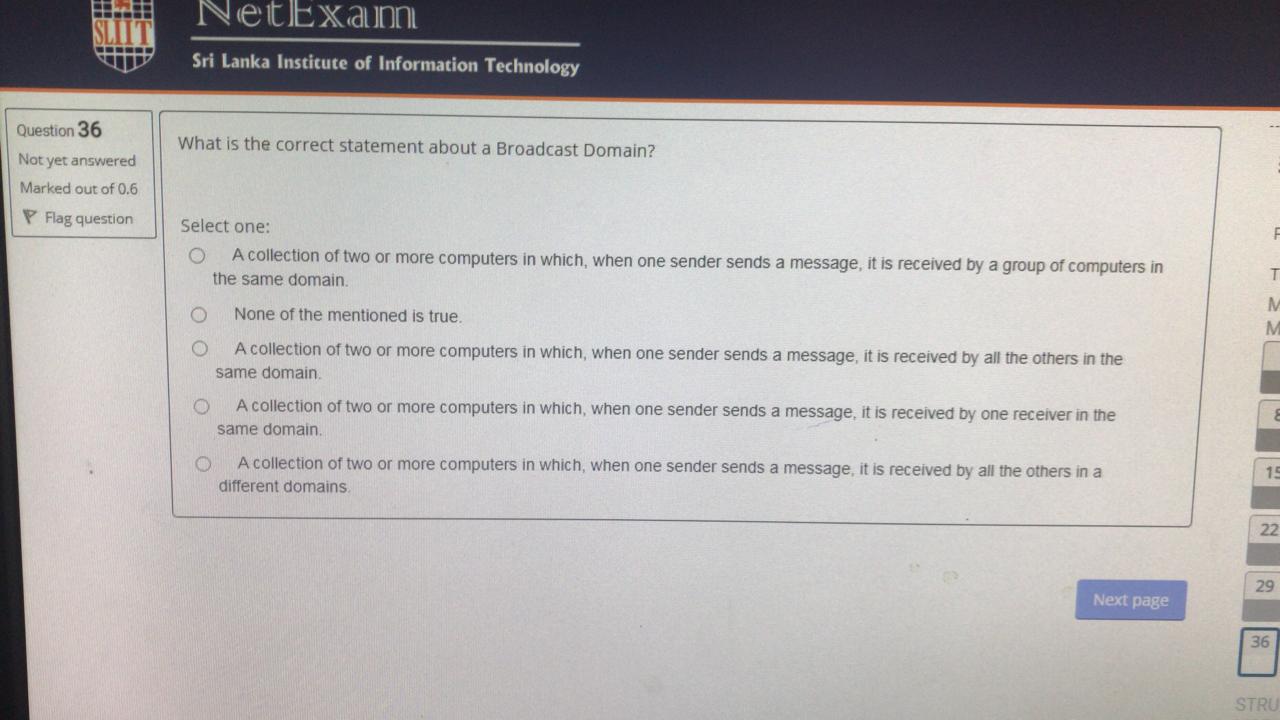 NetExam
SLIIT
Sri Lanka Institute of Information Technology
Question 36
Not yet answered
Marked out of 0.6
Flag question
What is the correct statement about a Broadcast Domain?
Select one:
A collection of two or more computers in which, when one sender sends a message, it is received by a group of computers in
the same domain.
None of the mentioned is true.
A collection of two or more computers in which, when one sender sends a message, it is received by all the others in the
same domain.
A collection of two or more computers in which, when one sender sends a message, it is received by one receiver in the
same domain.
A collection of two or more computers in which, when one sender sends a message, it is received by all the others in a
different domains.
Next page
T
M
M
8
15
22
29
36
STRU